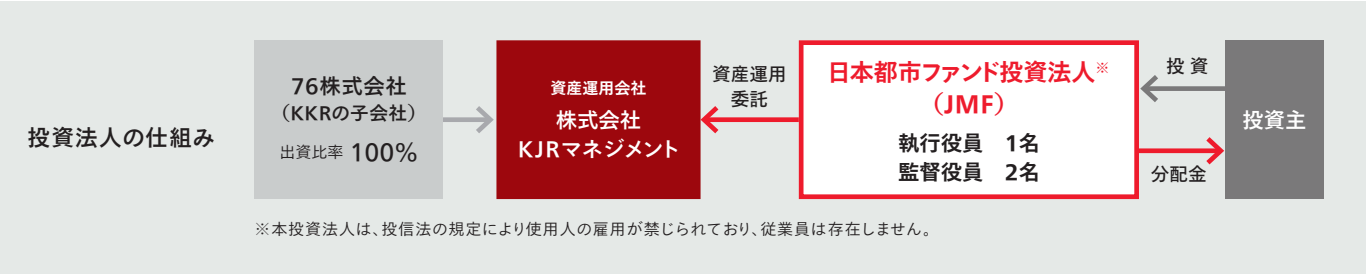 投資法人の仕組み
76株式会社
（KKRの子会社）
出資比率 100%
資産運用会社
株式会社
KJRマネジメント
資産運用
委託
日本都市ファンド投資法人※
（JMF）
執行役員　1名
監督役員　2名
投 資
分配金
投資主
※本投資法人は、投信法の規定により使用人の雇用が禁じられており、従業員は存在しません。